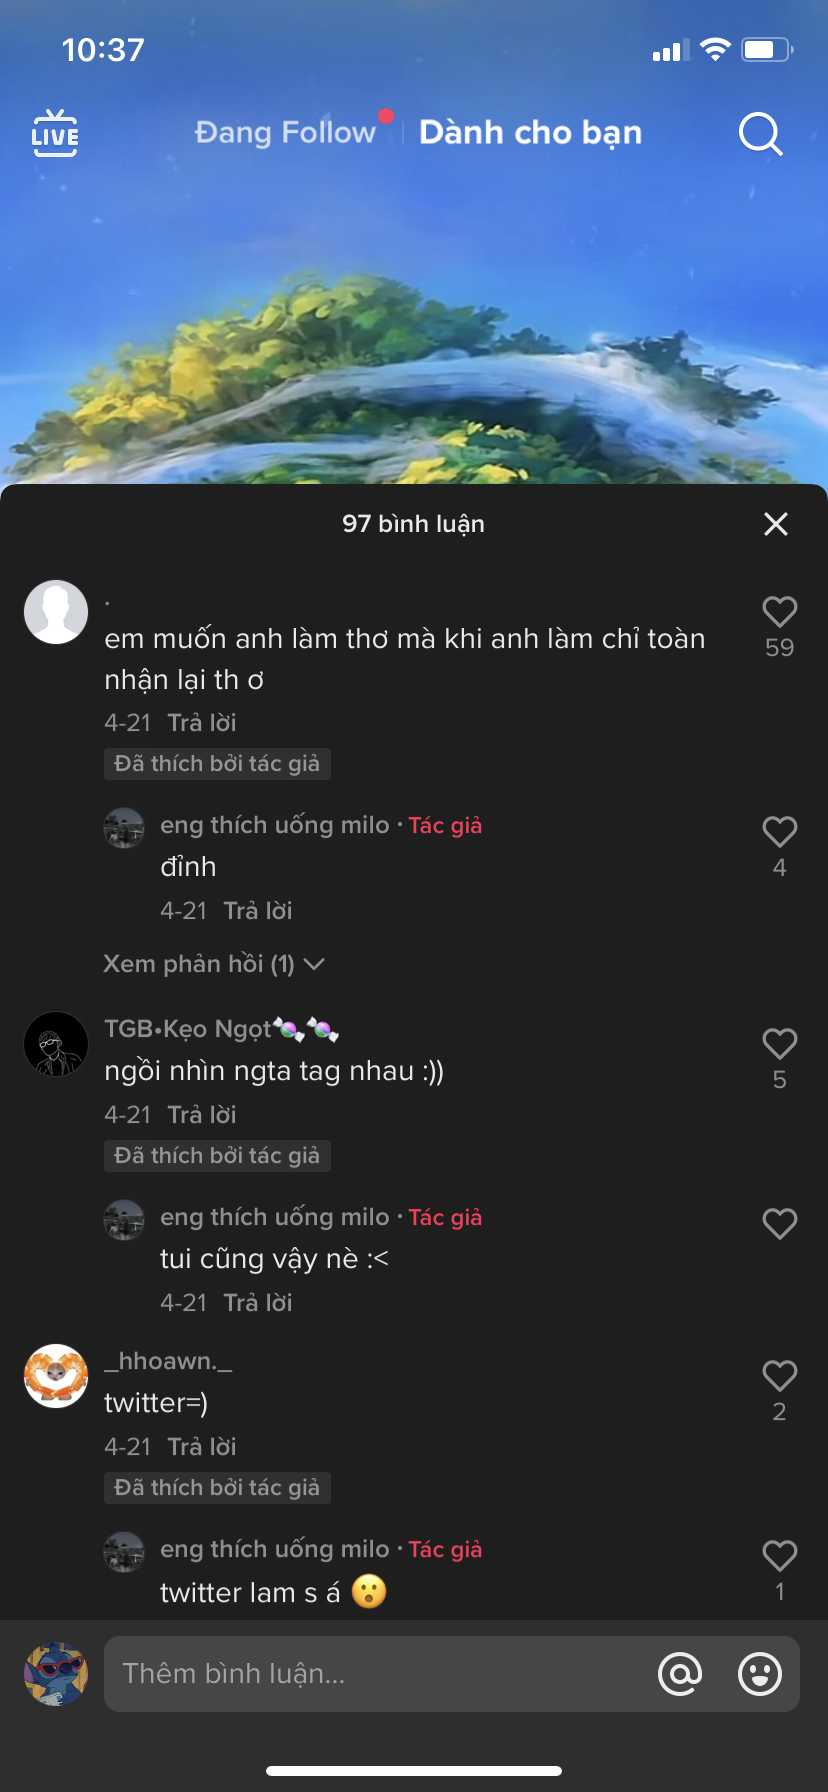 10:37
LIVE
Đang Follow
Dành cho bạn
97 bình luận
.
em muốn anh làm thơ mà khi anh làm chỉ toàn
nhận lại th ơ
59
4-21 Trả lời
Đã thích bởi tác giả
eng thích uống milo · Tác giả
đỉnh
4
4-21 Trả lời
Xem phản hồi (1)
TGB•Kẹo Ngọt🍬🍬
ngồi nhìn ngta tag nhau :))
5
4-21 Trả lời
Đã thích bởi tác giả
eng thích uống milo · Tác giả
tui cũng vậy nè :<
4-21 Trả lời
_hhoawn._
twitter=)
2
4-21 Trả lời
Đã thích bởi tác giả
eng thích uống milo · Tác giả
twitter lam s á 😮
1
Thêm bình luận...